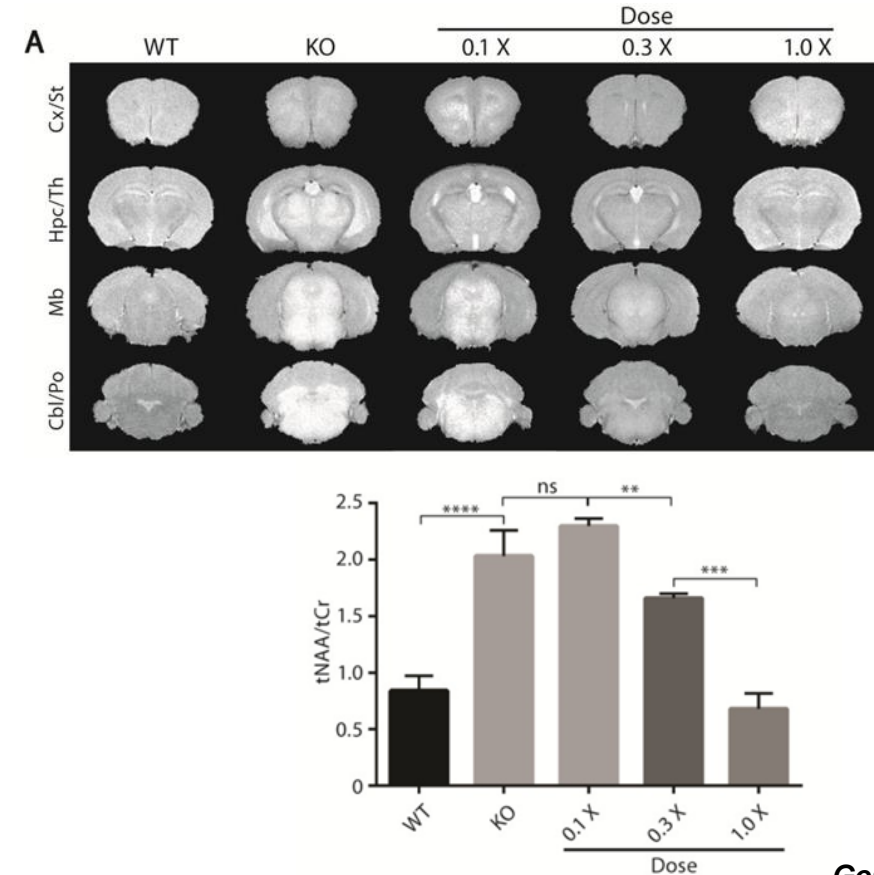 Dose
A
WT KO 0.1 X 0.3 X 1.0 X
Cx/St
Hpc/Th
Mb
Cbl/Po
ns
**
****
***
2.5
2.0
1.5
1.0
0.5
0
tNAA/tCr
WT KO 0.1 X 0.3 X 1.0 X
Dose